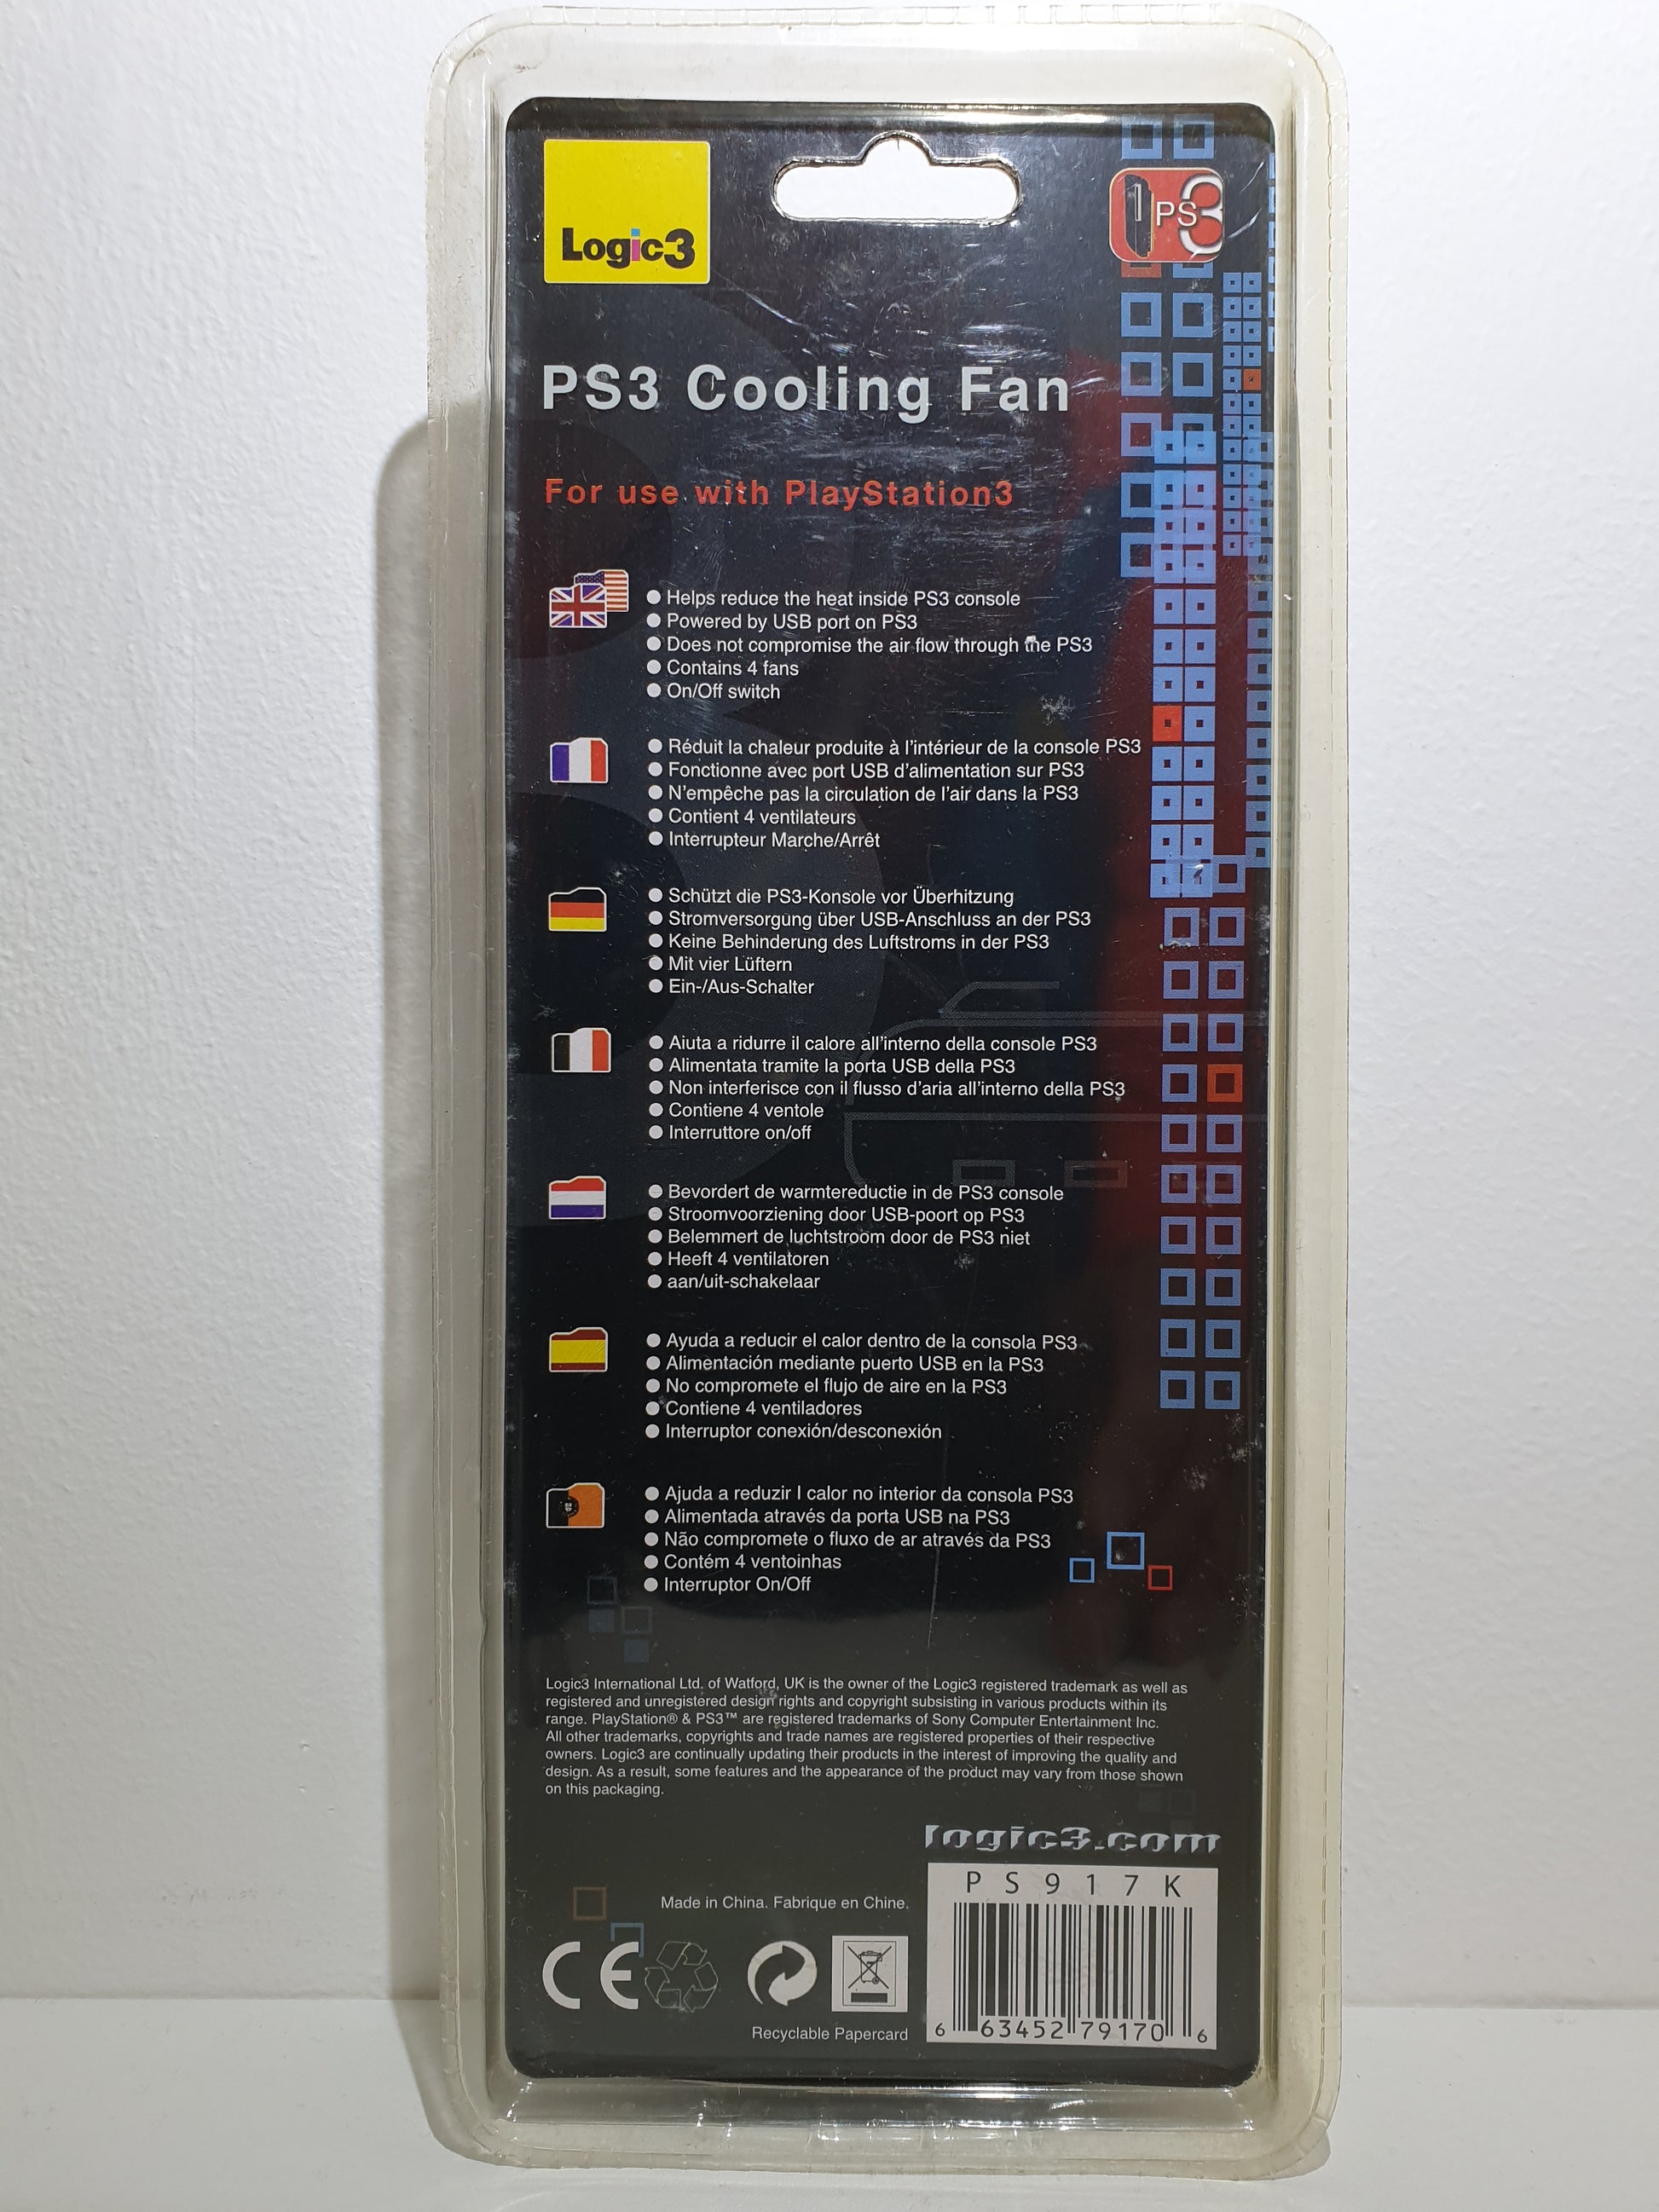 Logic3
PS3
PS3 Cooling Fan
For use with PlayStation3
● Helps reduce the heat inside PS3 console
● Powered by USB port on PS3
● Does not compromise the air flow through the PS3
● Contains 4 fans
● On/Off switch
● Réduit la chaleur produite à l'intérieur de la console PS3
● Fonctionne avec port USB d'alimentation sur PS3
● N'empêche pas la circulation de l'air dans la PS3
● Contient 4 ventilateurs
● Interrupteur Marche/Arrêt
● Schützt die PS3-Konsole vor Überhitzung
● Stromversorgung über USB-Anschluss an der PS3
● Keine Behinderung des Luftstroms in der PS3
● Mit vier Lüftern
● Ein-/Aus-Schalter
● Aiuta a ridurre il calore all'interno della console PS3
● Alimentata tramite la porta USB della PS3
● Non interferisce con il flusso d'aria all'interno della PS3
● Contiene 4 ventole
● Interruttore on/off
● Bevordert de warmtereductie in de PS3 console
● Stroomvoorziening door USB-poort op PS3
● Belemmert de luchtstroom door de PS3 niet
● Heeft 4 ventilatoren
● aan/uit-schakelaar
● Ayuda a reducir el calor dentro de la consola PS3
● Alimentación mediante puerto USB en la PS3
● No compromete el flujo de aire en la PS3
● Contiene 4 ventiladores
● Interruptor conexión/desconexión
● Ajuda a reduzir l calor no interior da consola PS3
● Alimentada através da porta USB na PS3
● Não compromete o fluxo de ar através da PS3
● Contém 4 ventoinhas
● Interruptor On/Off
Logic3 International Ltd. of Watford, UK is the owner of the Logic3 registered trademark as well as
registered and unregistered design rights and copyright subsisting in various products within its
range. PlayStation® & PS3™ are registered trademarks of Sony Computer Entertainment Inc.
All other trademarks, copyrights and trade names are registered properties of their respective
owners. Logic3 are continually updating their products in the interest of improving the quality and
design. As a result, some features and the appearance of the product may vary from those shown
on this packaging.
logic3.com
PS917K
Made in China. Fabrique en Chine.
CE
Recyclable Papercard
6 63452 79170 6